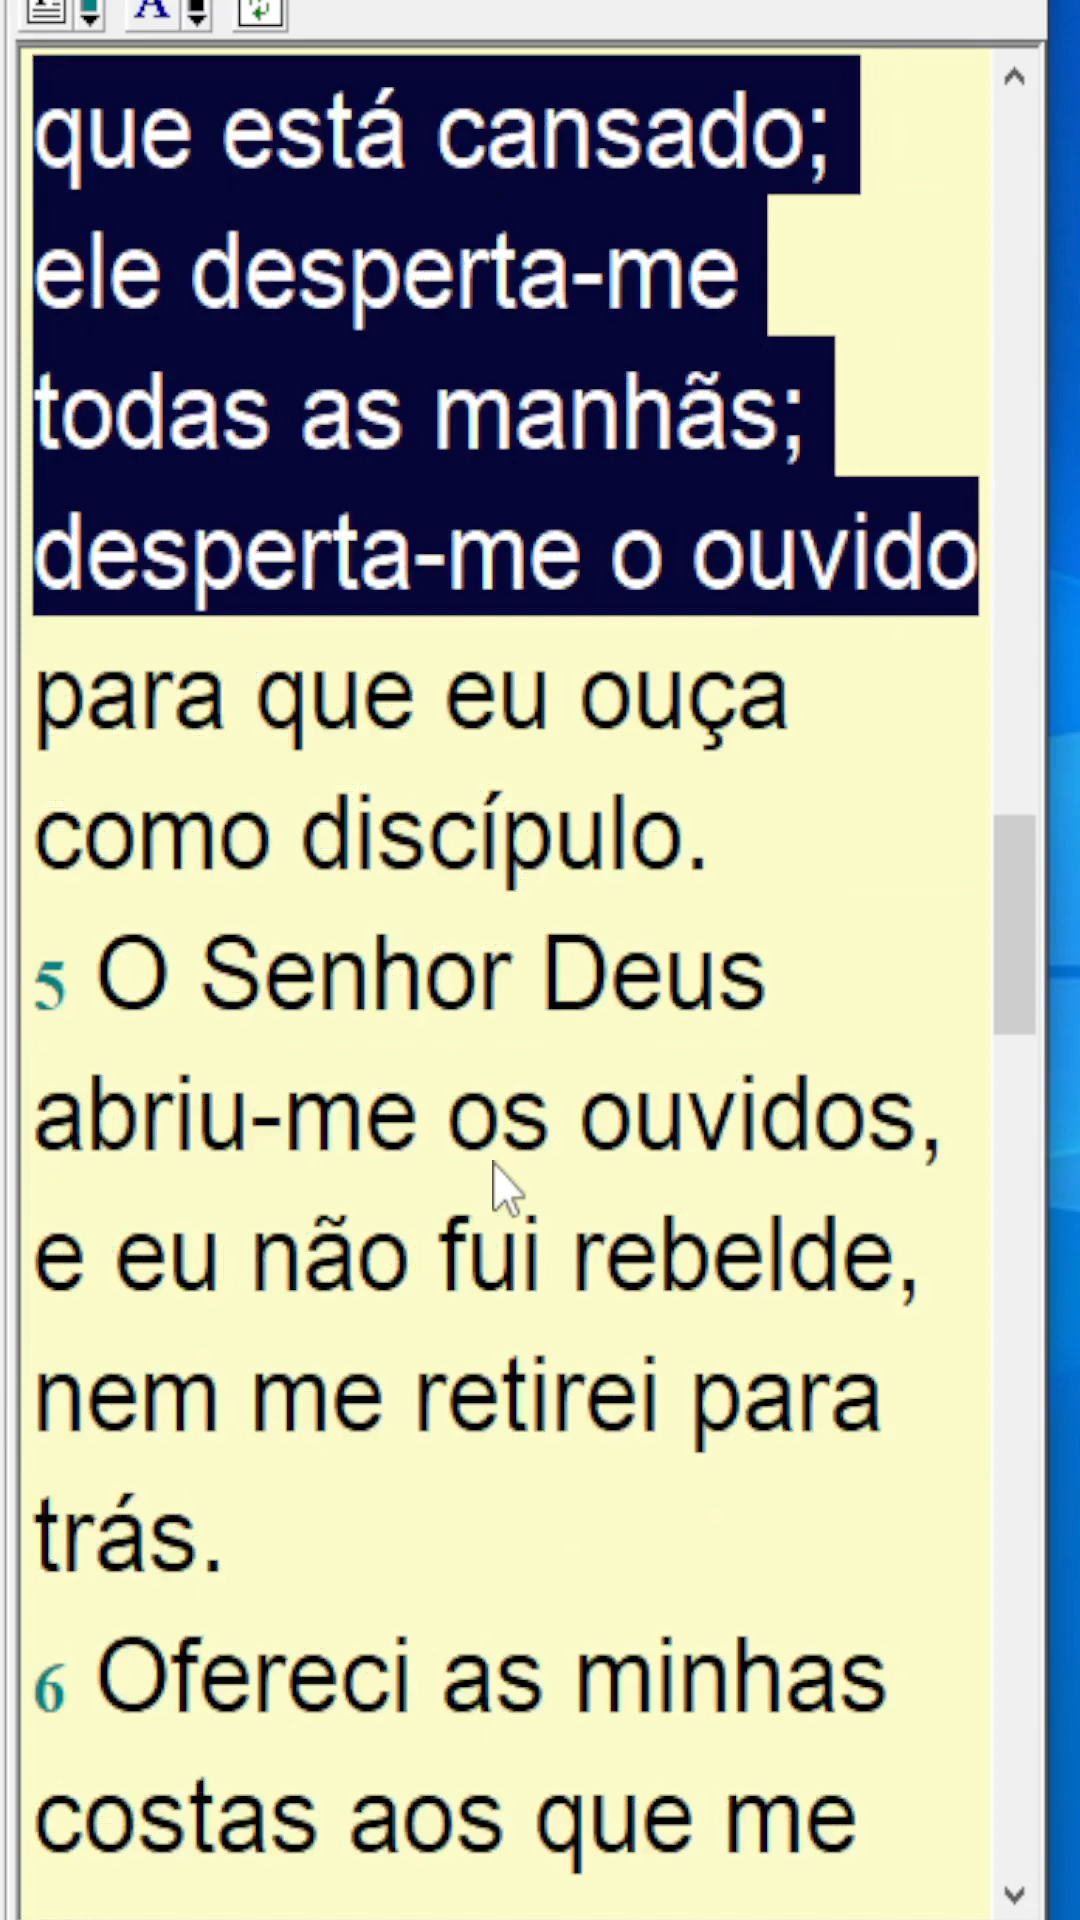 que está cansado;
ele desperta-me
todas as manhãs;
desperta-me o ouvido
para que eu ouça
como discípulo.
5 O Senhor Deus
abriu-me os ouvidos,
e eu não fui rebelde,
nem me retirei para
trás.
6 Ofereci as minhas
costas aos que me